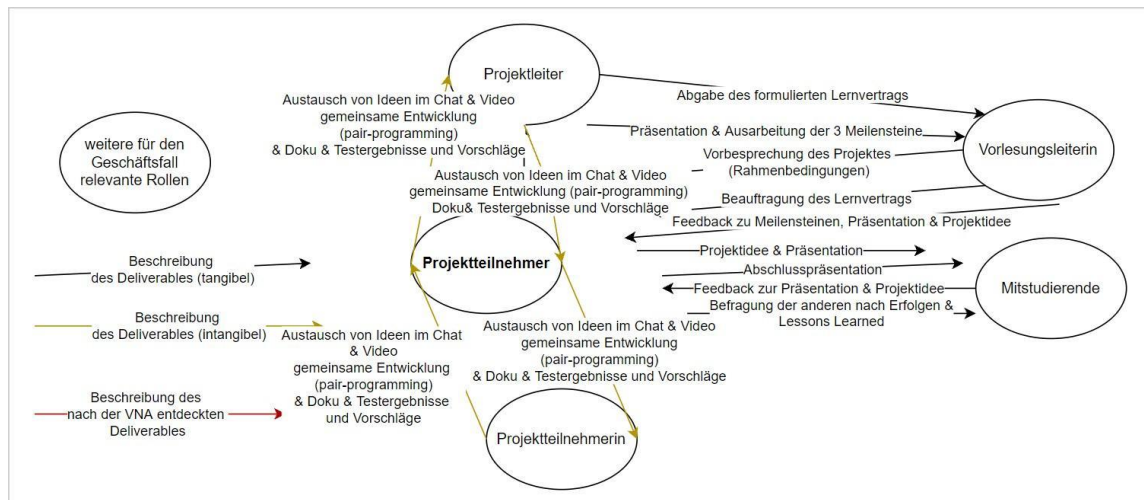 Projektleiter
Austausch von Ideen im Chat & Video
gemeinsame Entwicklung
(pair-programming)
& Doku & Testergebnisse und Vorschläge
Abgabe des formulierten Lernvertrags
weitere für den
Geschäftsfall
relevante Rollen
Präsentation & Ausarbeitung der 3 Meilensteine
Vorlesungsleiterin
Vorbesprechung des Projektes
(Rahmenbedingungen)
Austausch von Ideen im Chat & Video
gemeinsame Entwicklung (pair-programming)
Doku& Testergebnisse und Vorschläge
Beauftragung des Lernvertrags
Feedback zu Meilensteinen, Präsentation & Projektidee
Projektteilnehmer
Projektidee & Präsentation
Abschlusspräsentation
Feedback zur Präsentation & Projektidee
Mitstudierende
Befragung der anderen nach Erfolgen &
Lessons Learned
Beschreibung
des Deliverables (tangibel)
Beschreibung
des Deliverables (intangibel)
Austausch von Ideen im Chat
& Video
gemeinsame Entwicklung
(pair-programming)
& Doku & Testergebnisse
und Vorschläge
Austausch von Ideen im Chat & Video
gemeinsame Entwicklung
(pair-programming)
& Doku & Testergebnisse und Vorschläge
Beschreibung des
nach der VNA entdeckten
Deliverables
Projektteilnehmerin